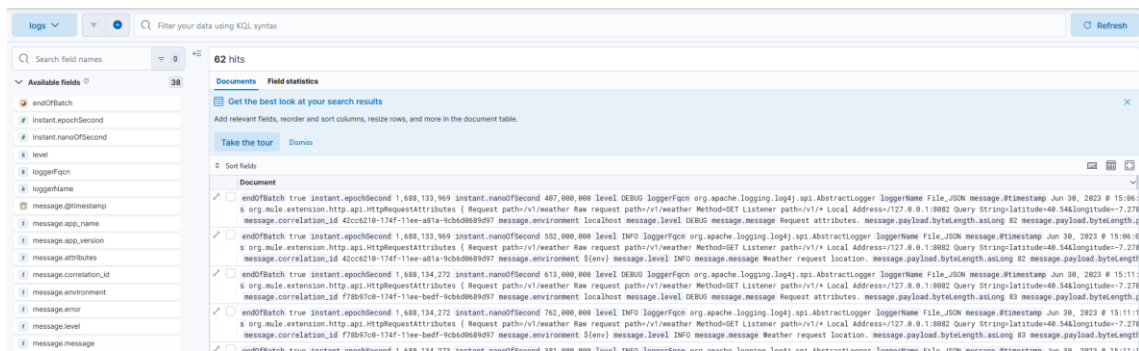 logs
Filter your data using KQL syntax
Refresh
Search field names
0
62 hits
Available fields
38
Documents Field statistics
endOfBatch
instant.epochSecond
instant.nanoOfSecond
level
loggerFqcn
loggerName
message.@timestamp
message.app_name
message.app_version
message.attributes
message.correlation_id
message.environment
message.error
message.level
message.message
Get the best look at your search results
Add relevant fields, reorder and sort columns, resize rows, and more in the document table.
Take the tour Dismiss
Sort fields
Document
endOfBatch true instant.epochSecond 1,688,133,969 instant.nanoOfSecond 407,000,000 level DEBUG loggerFqcn org.apache.logging.log4j.spi.AbstractLogger loggerName File_JSON message.@timestamp Jun 30, 2023 @ 15:06:
s org.mule.extension.http.api.HttpRequestAttributes { Request path=/v1/weather Raw request path=/v1/weather Method=GET Listener path=/v1/* Local Address=/127.0.0.1:8082 Query String=latitude=40.54&longitude=-7.278
message.correlation_id 42cc6210-174f-11ee-a81a-9cb6d0689d97 message.environment localhost message.level DEBUG message.message Request attributes. message.payload.byteLength.asLong 82 message.payload.byteLength.p
endOfBatch true instant.epochSecond 1,688,133,969 instant.nanoOfSecond 552,000,000 level INFO loggerFqcn org.apache.logging.log4j.spi.AbstractLogger loggerName File_JSON message.@timestamp Jun 30, 2023 @ 15:06:0
s org.mule.extension.http.api.HttpRequestAttributes { Request path=/v1/weather Raw request path=/v1/weather Method=GET Listener path=/v1/* Local Address=/127.0.0.1:8082 Query String=latitude=40.54&longitude=-7.278
message.correlation_id 42cc6210-174f-11ee-a81a-9cb6d0689d97 message.environment ${env} message.level INFO message.message Weather request location. message.payload.byteLength.asLong 82 message.payload.byteLength
endOfBatch true instant.epochSecond 1,688,134,272 instant.nanoOfSecond 613,000,000 level DEBUG loggerFqcn org.apache.logging.log4j.spi.AbstractLogger loggerName File_JSON message.@timestamp Jun 30, 2023 @ 15:11:
s org.mule.extension.http.api.HttpRequestAttributes { Request path=/v1/weather Raw request path=/v1/weather Method=GET Listener path=/v1/* Local Address=/127.0.0.1:8082 Query String=latitude=40.54&longitude=-7.278
message.correlation_id f78b97c0-174f-11ee-bedf-9cb6d0689d97 message.environment localhost message.level DEBUG message.message Request attributes. message.payload.byteLength.asLong 83 message.payload.byteLength.p
endOfBatch true instant.epochSecond 1,688,134,272 instant.nanoOfSecond 762,000,000 level INFO loggerFqcn org.apache.logging.log4j.spi.AbstractLogger loggerName File_JSON message.@timestamp Jun 30, 2023 @ 15:11:1
s org.mule.extension.http.api.HttpRequestAttributes { Request path=/v1/weather Raw request path=/v1/weather Method=GET Listener path=/v1/* Local Address=/127.0.0.1:8082 Query String=latitude=40.54&longitude=-7.278
message.correlation_id f78b97c0-174f-11ee-bedf-9cb6d0689d97 message.environment ${env} message.level INFO message.message Weather request location. message.payload.byteLength.asLong 83 message.payload.byteLength